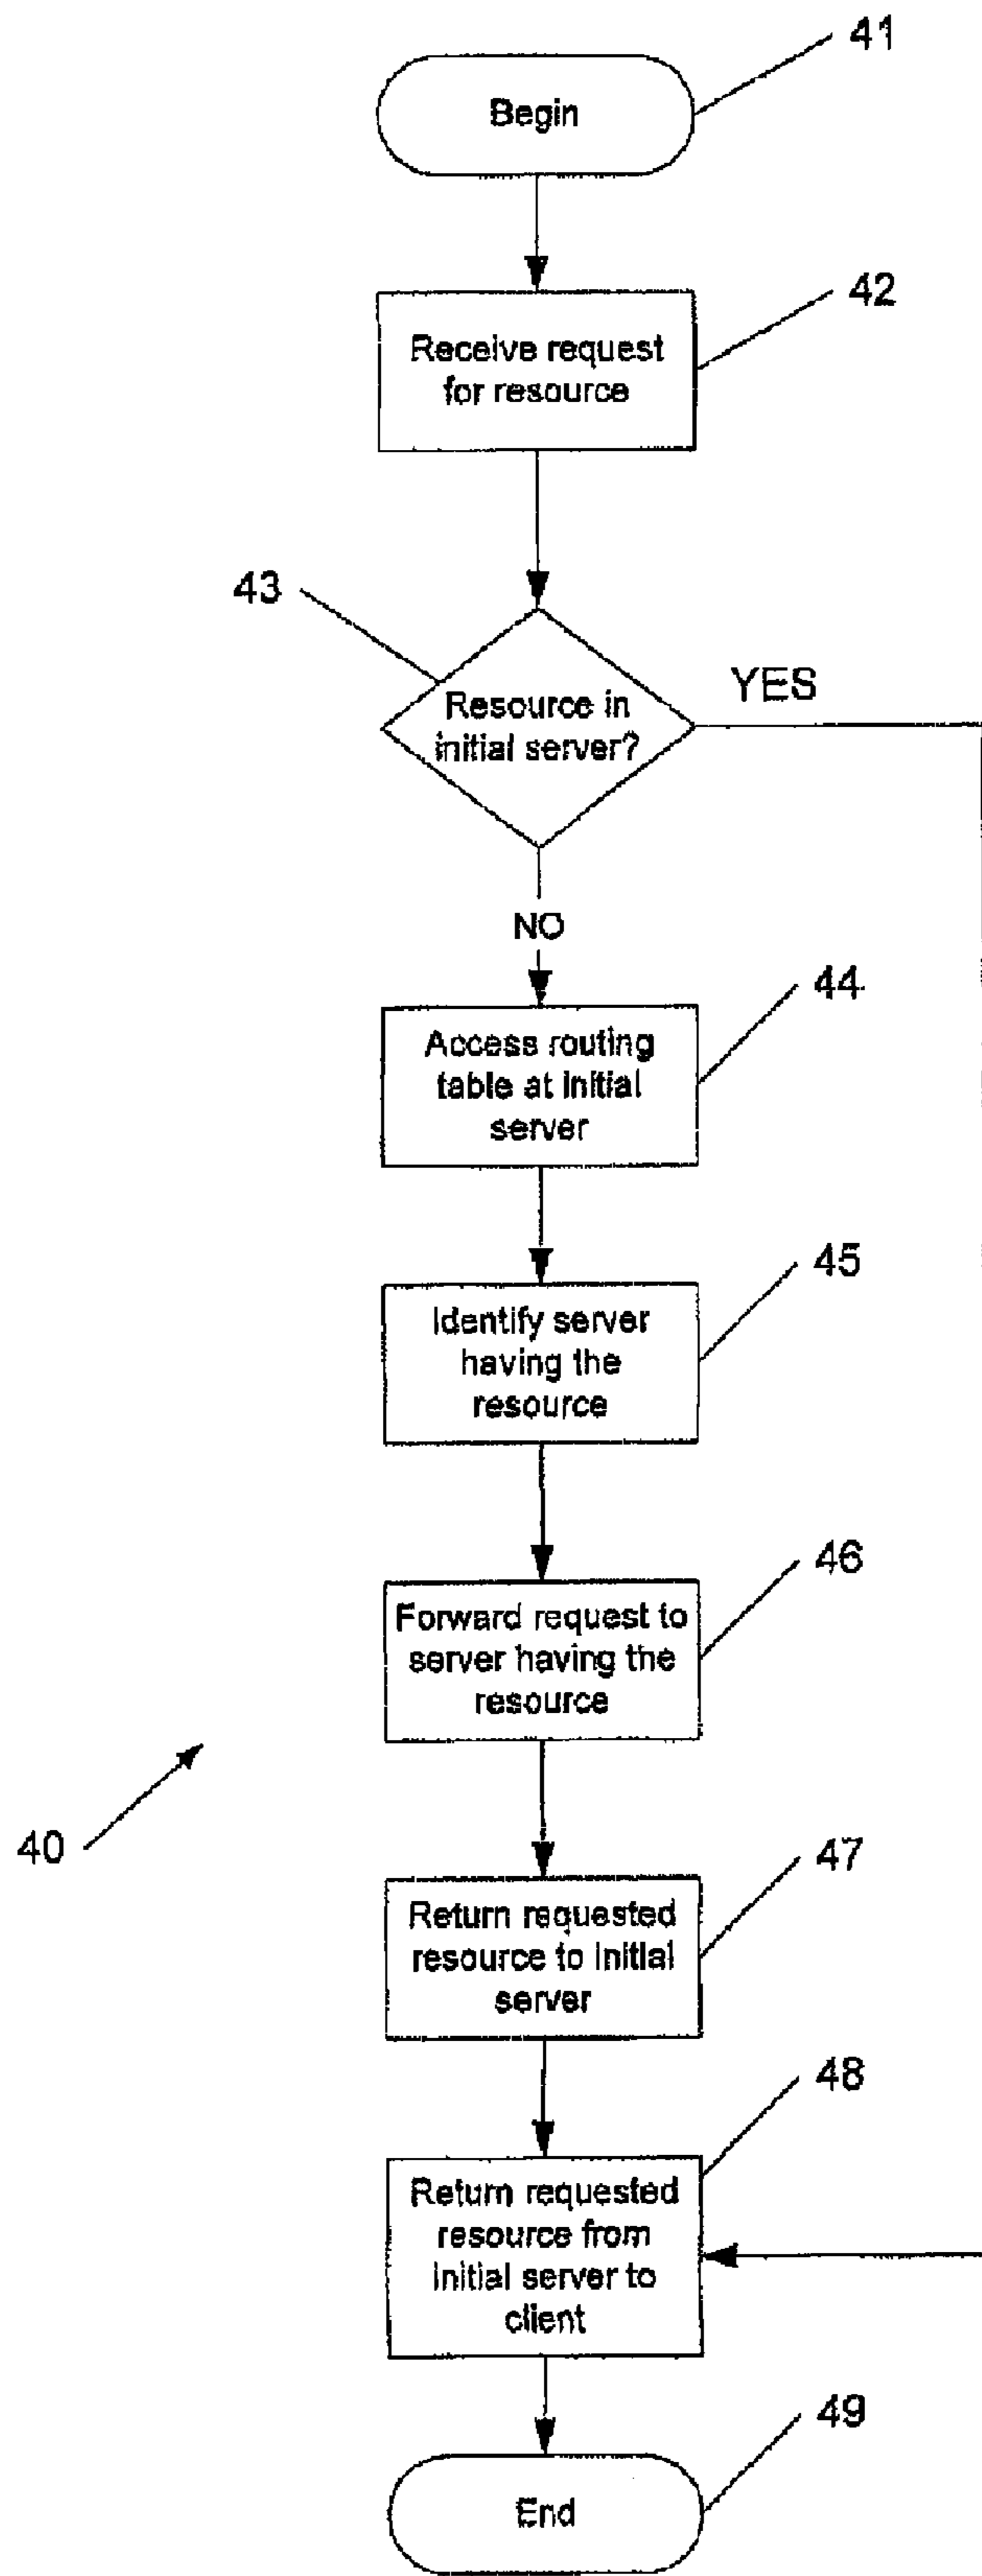 41
Begin
42
Receive request
for resource
43
YES
Resource in
initial server?
NO
44
Access routing
table at initial
server
45
Identify server
having the
resource
46
Forward request to
server having the
resource
40
47
Return requested
resource to initial
server
48
Return requested
resource from
initial server to
client
49
End